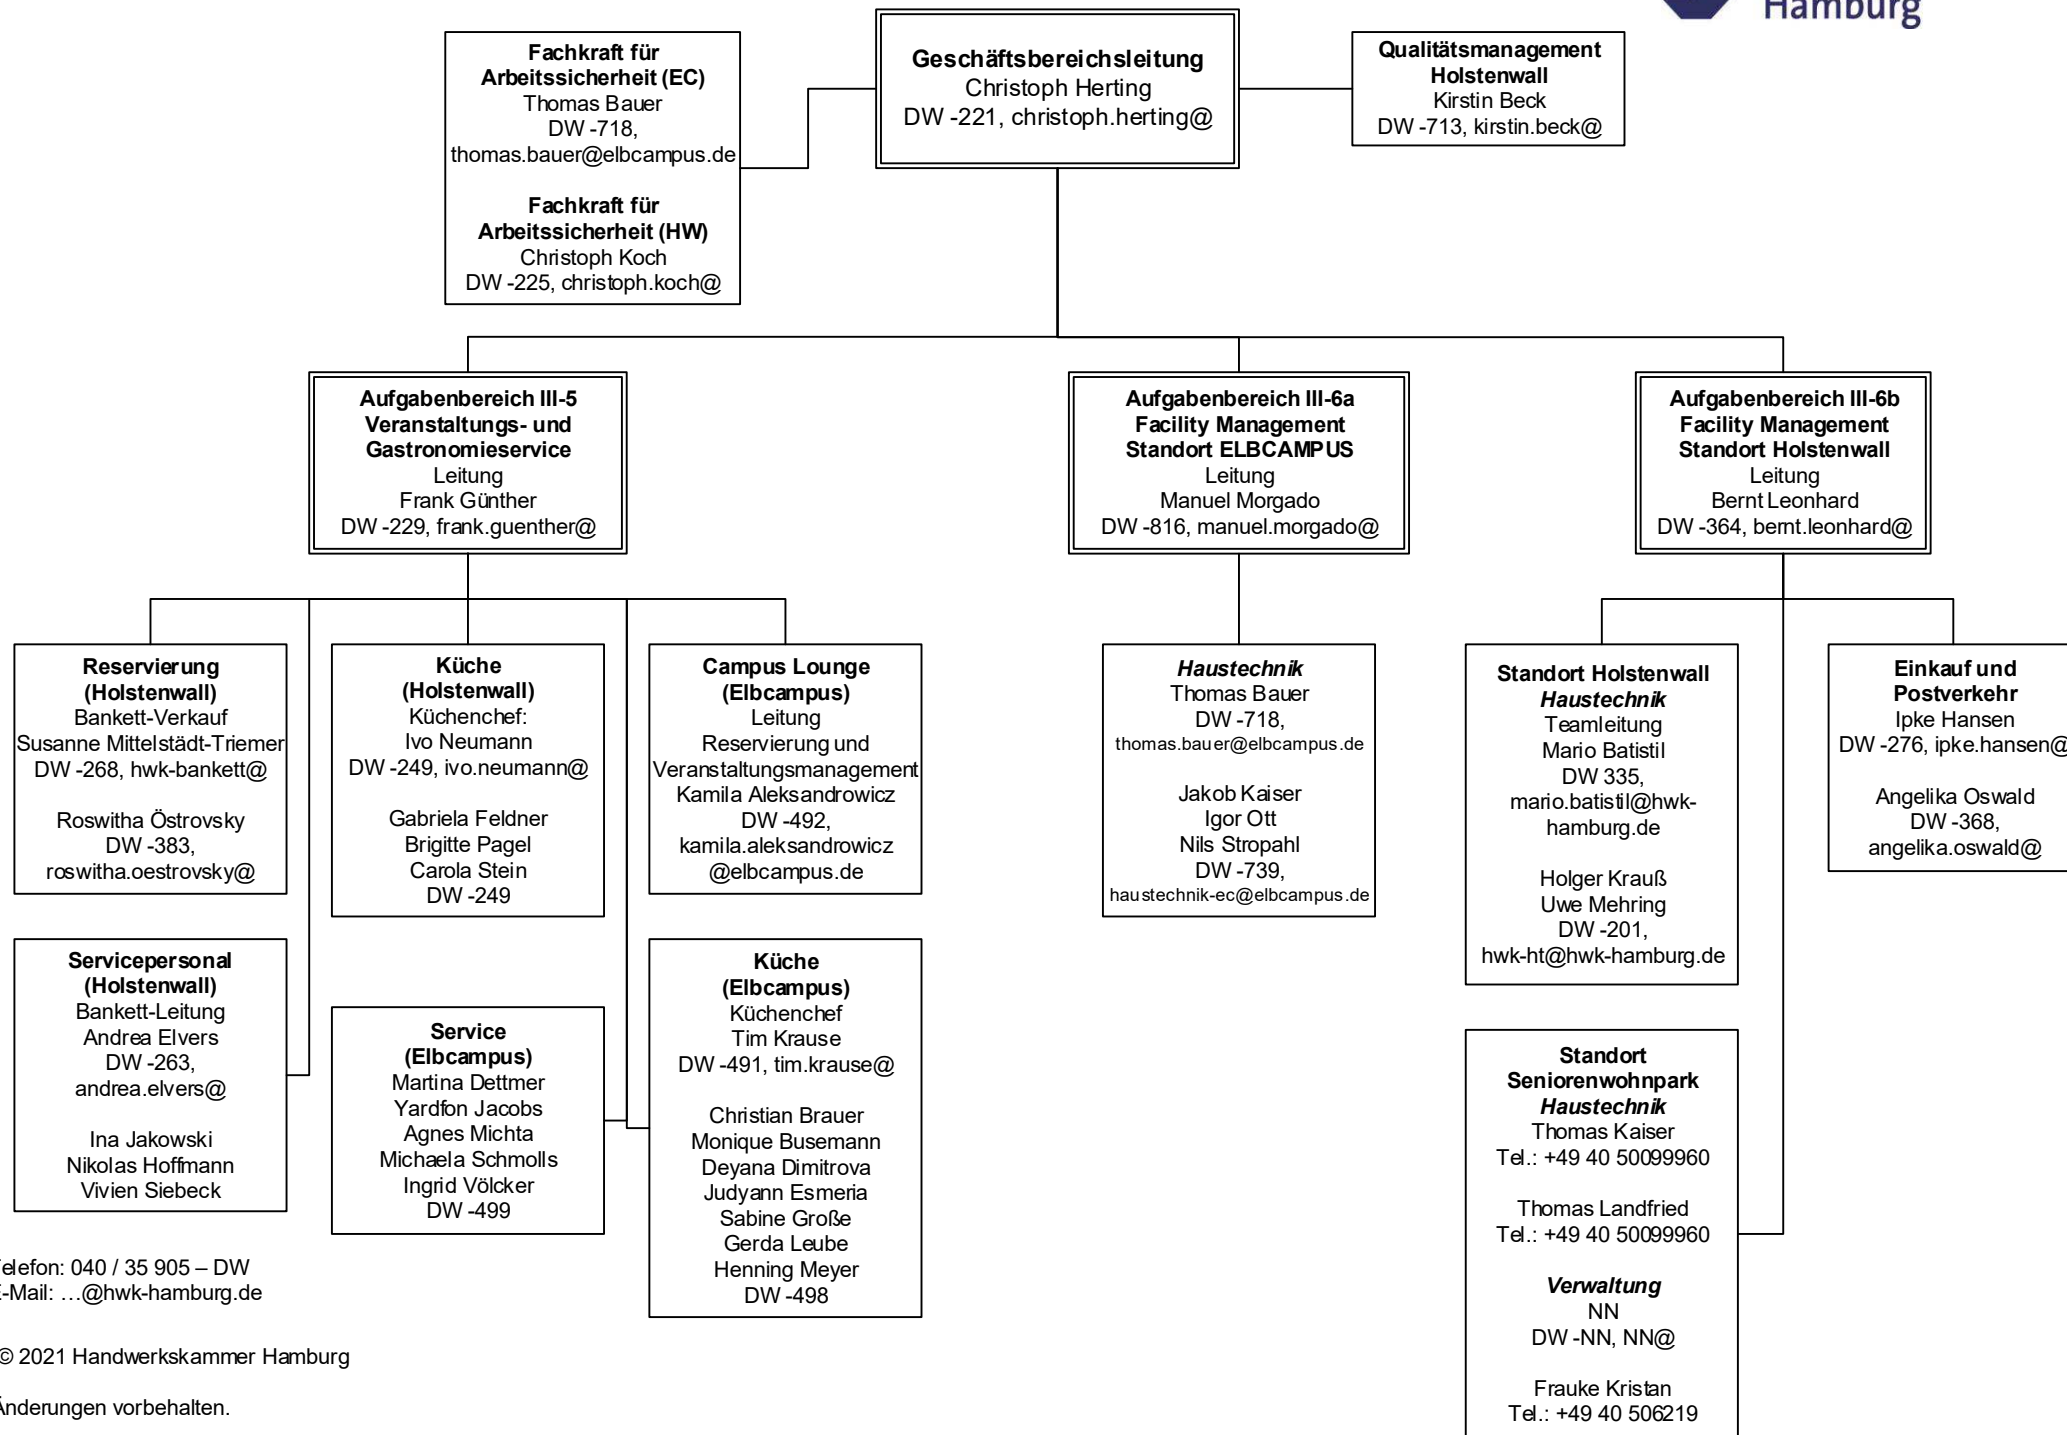 Hamburg
Fachkraft für
Arbeitssicherheit (EC)
Thomas Bauer
DW -718,
thomas.bauer@elbcampus.de
Fachkraft für
Arbeitssicherheit (HW)
Christoph Koch
DW -225, christoph.koch@
Geschäftsbereichsleitung
Christoph Herting
DW -221, christoph.herting@
Qualitätsmanagement
Holstenwall
Kirstin Beck
DW -713, kirstin.beck@
Aufgabenbereich III-5
Veranstaltungs- und
Gastronomieservice
Leitung
Frank Günther
DW -229, frank.guenther@
Aufgabenbereich III-6a
Facility Management
Standort ELBCAMPUS
Leitung
Manuel Morgado
DW -816, manuel.morgado@
Aufgabenbereich III-6b
Facility Management
Standort Holstenwall
Leitung
Bernt Leonhard
DW -364, bernt.leonhard@
Reservierung
(Holstenwall)
Bankett-Verkauf
Susanne Mittelstädt-Triemer
DW -268, hwk-bankett@
Roswitha Östrovsky
DW -383,
roswitha.oestrovsky@
Küche
(Holstenwall)
Küchenchef:
Ivo Neumann
DW -249, ivo.neumann@
Gabriela Feldner
Brigitte Pagel
Carola Stein
DW -249
Campus Lounge
(Elbcampus)
Leitung
Reservierung und
Veranstaltungsmanagement
Kamila Aleksandrowicz
DW -492,
kamila.aleksandrowicz
@elbcampus.de
Haustechnik
Thomas Bauer
DW -718,
thomas.bauer@elbcampus.de
Jakob Kaiser
Igor Ott
Nils Stropahl
DW -739,
haustechnik-ec@elbcampus.de
Standort Holstenwall
Haustechnik
Teamleitung
Mario Batistil
DW 335,
mario.batistil@hwk-
hamburg.de
Holger Krauß
Uwe Mehring
DW -201,
hwk-ht@hwk-hamburg.de
Einkauf und
Postverkehr
Ipke Hansen
DW -276, ipke.hansen@
Angelika Oswald
DW -368,
angelika.oswald@
Servicepersonal
(Holstenwall)
Bankett-Leitung
Andrea Elvers
DW -263,
andrea.elvers@
Ina Jakowski
Nikolas Hoffmann
Vivien Siebeck
Service
(Elbcampus)
Martina Dettmer
Yardfon Jacobs
Agnes Michta
Michaela Schmolls
Ingrid Völcker
DW -499
Küche
(Elbcampus)
Küchenchef
Tim Krause
DW -491, tim.krause@
Christian Brauer
Monique Busemann
Deyana Dimitrova
Judyann Esmeria
Sabine Große
Gerda Leube
Henning Meyer
DW -498
Standort
Seniorenwohnpark
Haustechnik
Thomas Kaiser
Tel.: +49 40 50099960
Thomas Landfried
Tel.: +49 40 50099960
Verwaltung
NN
DW -NN, NN@
Frauke Kristan
Tel.: +49 40 506219
Telefon: 040 / 35 905 – DW
E-Mail: …@hwk-hamburg.de
© 2021 Handwerkskammer Hamburg
Änderungen vorbehalten.